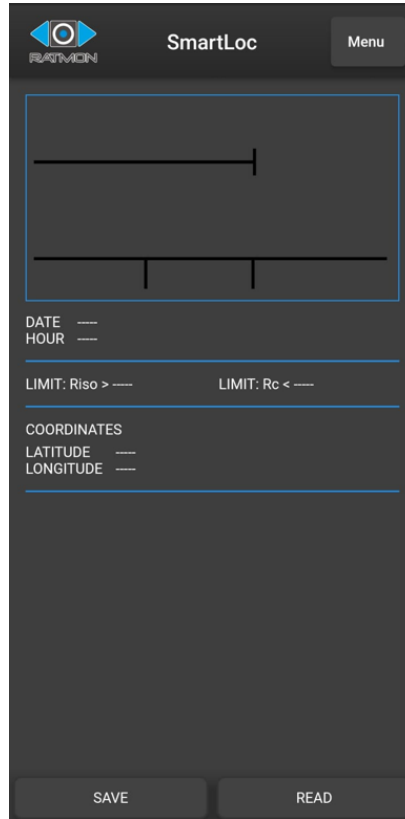 RATMON
SmartLoc
Menu
DATE -----
HOUR -----
LIMIT: Riso > ----- LIMIT: Rc < -----
COORDINATES
LATITUDE -----
LONGITUDE -----
SAVE READ